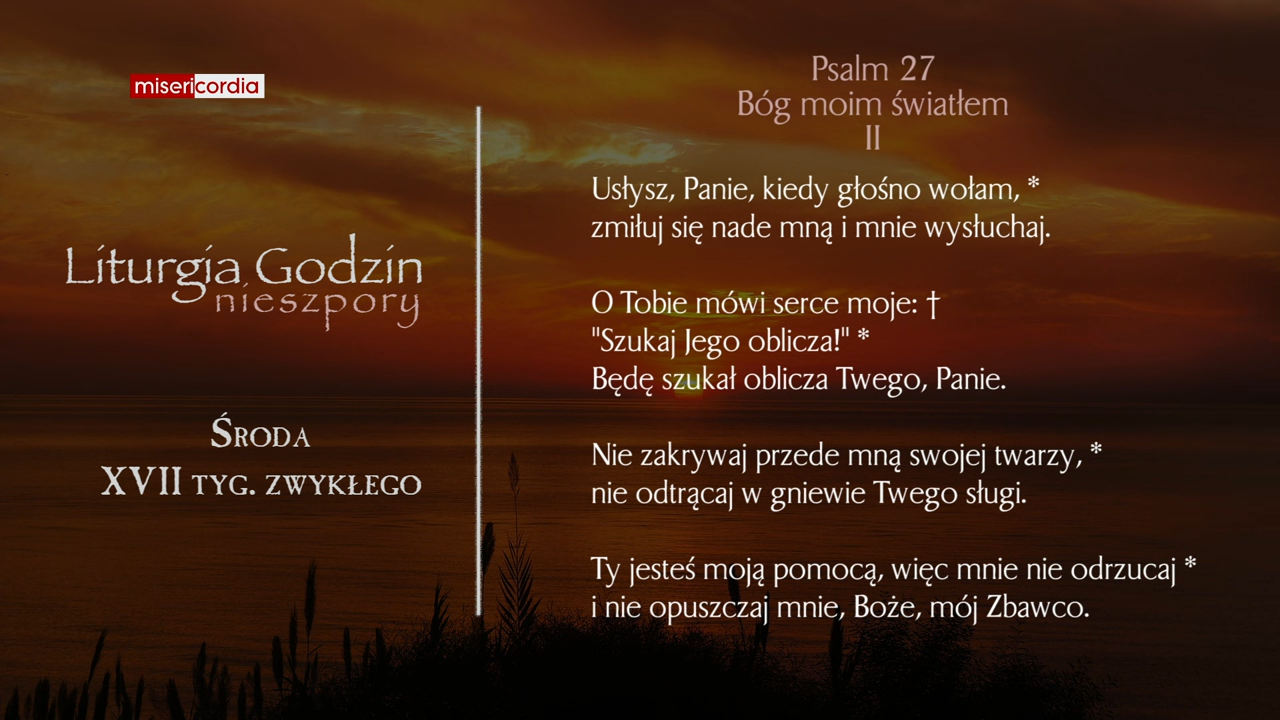 misericordia
Liturgia Godzin
nieszpory
Środa
XVII tyg. zwykłego
Psalm 27
Bóg moim światłem
II
Usłysz, Panie, kiedy głośno wołam, *
zmiłuj się nade mną i mnie wysłuchaj.
O Tobie mówi serce moje: †
"Szukaj Jego oblicza!" *
Będę szukał oblicza Twego, Panie.
Nie zakrywaj przede mną swojej twarzy, *
nie odtrącaj w gniewie Twego sługi.
Ty jesteś moją pomocą, więc mnie nie odrzucaj *
i nie opuszczaj mnie, Boże, mój Zbawco.